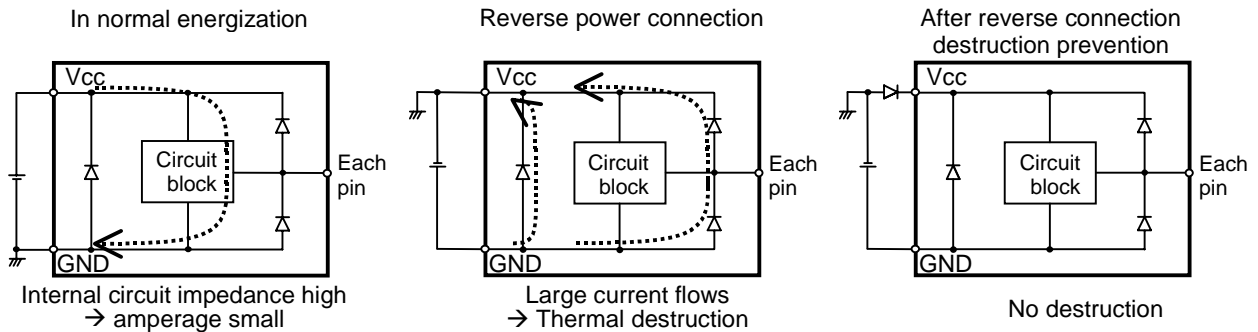 In normal energization
Vcc
Circuit
block
Each
pin
GND
Internal circuit impedance high
→ amperage small
Reverse power connection
Vcc
Circuit
block
Each
pin
GND
Large current flows
→ Thermal destruction
After reverse connection
destruction prevention
Vcc
Circuit
block
Each
pin
GND
No destruction